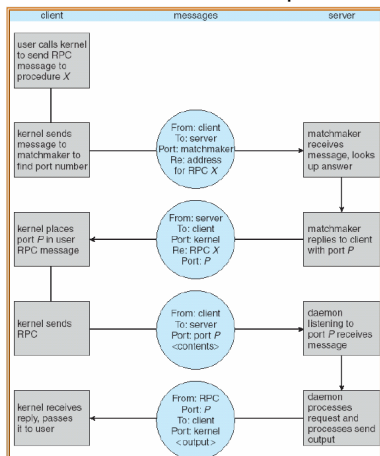 client messages server
user calls kernel
to send RPC
message to
procedure X
kernel sends
message to
matchmaker to
find port number
From: client
To: server
Port: matchmaker
Re: address
for RPC X
matchmaker
receives
message, looks
up answer
kernel places
port P in user
RPC message
From: server
To: client
Port: kernel
Re: RPC X
Port: P
matchmaker
replies to client
with port P
kernel sends
RPC
From: client
To: server
Port: port P
<contents>
daemon
listening to
port P receives
message
kernel receives
reply, passes
it to user
From: RPC
Port: P
To: client
Port: kernel
<output>
daemon
processes
request and
processes send
output